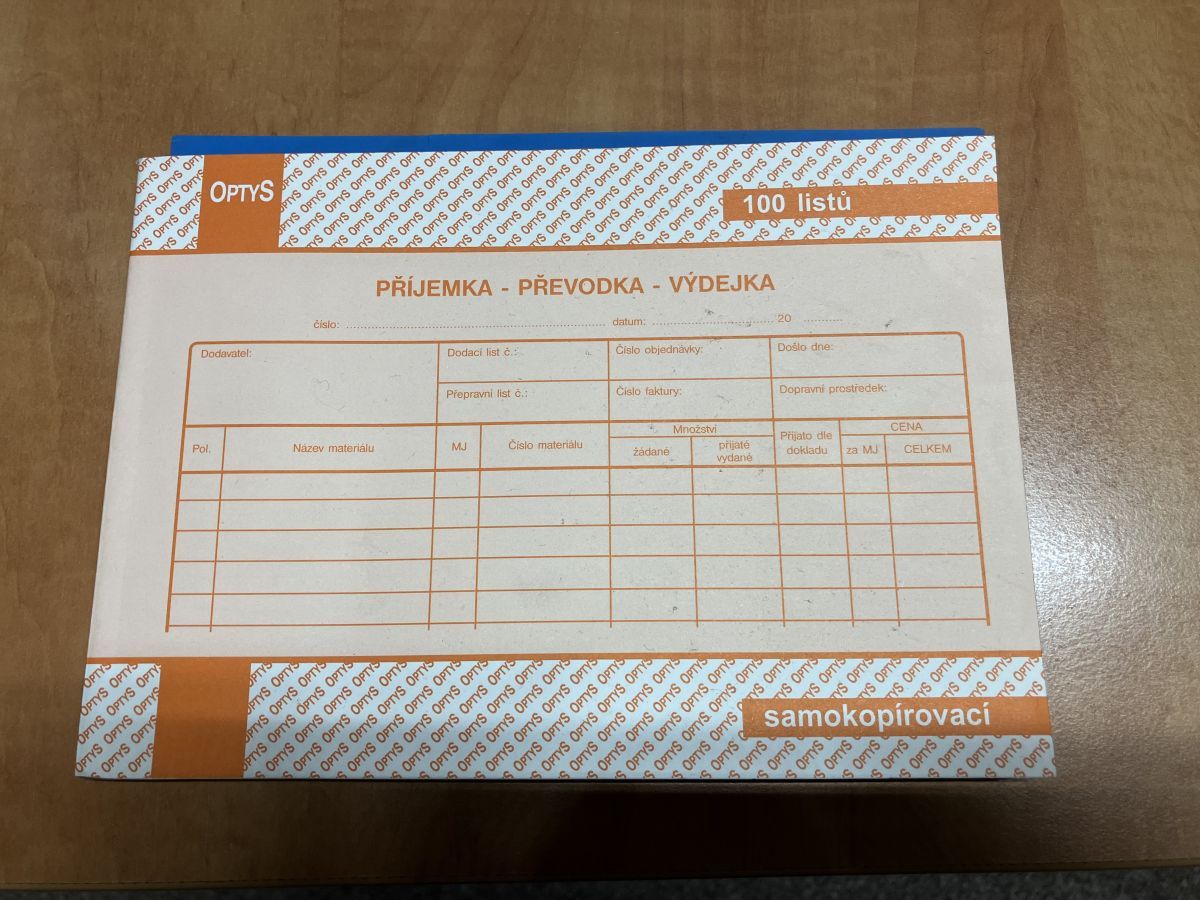 OPTYS
100 listů
PŘÍJEMKA - PŘEVODKA - VÝDEJKA
číslo: datum: 20
Dodavatel: Dodací list č.: Číslo objednávky: Došlo dne:
Přepravní list č.: Číslo faktury: Dopravní prostředek:
Pol. Název materiálu MJ Číslo materiálu Množství Přijato dle dokladu CENA
žádané přijaté vydané za MJ CELKEM
samokopírovací